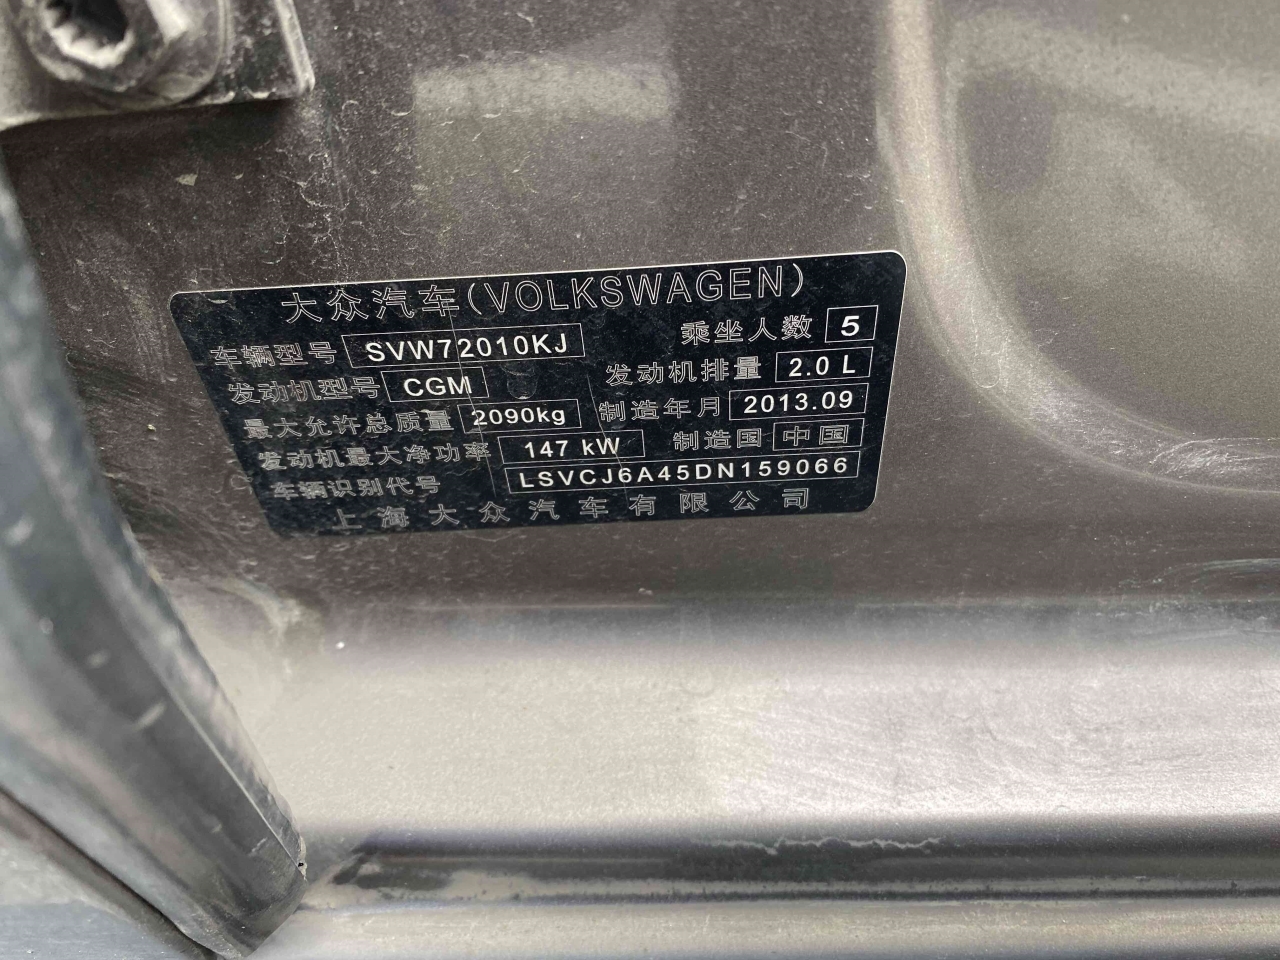 大众汽车(VOLKSWAGEN)
车辆型号 SVW72010KJ 乘坐人数 5
发动机型号 CGM 发动机排量 2.0 L
最大允许总质量 2090kg 制造年月 2013.09
发动机最大净功率 147 kW 制造国 中国
车辆识别代号 LSVCJ6A45DN159066
上海大众汽车有限公司